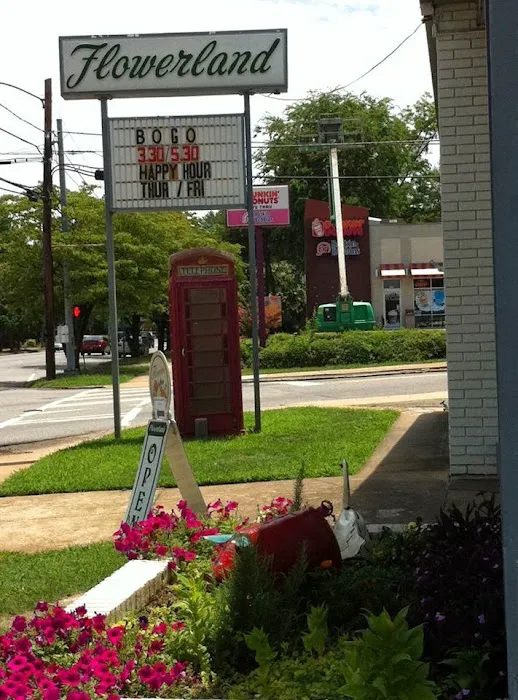 Flowerland
BOGO
3.30/5.30
HAPPY HOUR
THUR/FRI
DUNKIN'
DONUTS
TELEPHONE
OPEN